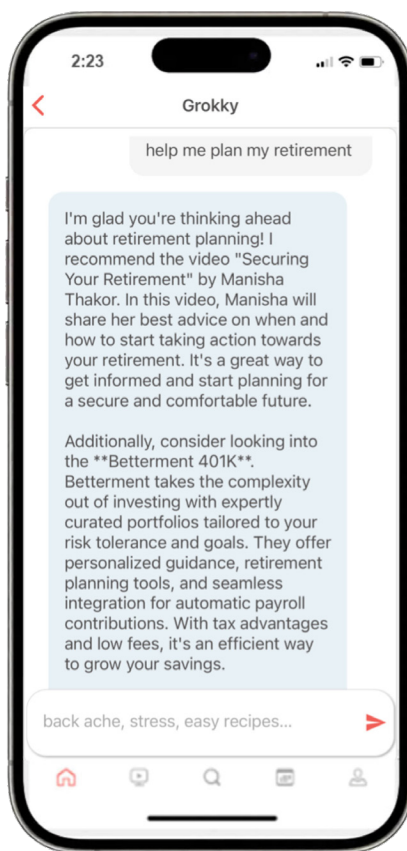 2:23
Grokky
help me plan my retirement
I'm glad you're thinking ahead
about retirement planning! I
recommend the video "Securing
Your Retirement" by Manisha
Thakor. In this video, Manisha will
share her best advice on when and
how to start taking action towards
your retirement. It's a great way to
get informed and start planning for
a secure and comfortable future.
Additionally, consider looking into
the **Betterment 401K**.
Betterment takes the complexity
out of investing with expertly
curated portfolios tailored to your
risk tolerance and goals. They offer
personalized guidance, retirement
planning tools, and seamless
integration for automatic payroll
contributions. With tax advantages
and low fees, it's an efficient way
to grow your savings.
back ache, stress, easy recipes...